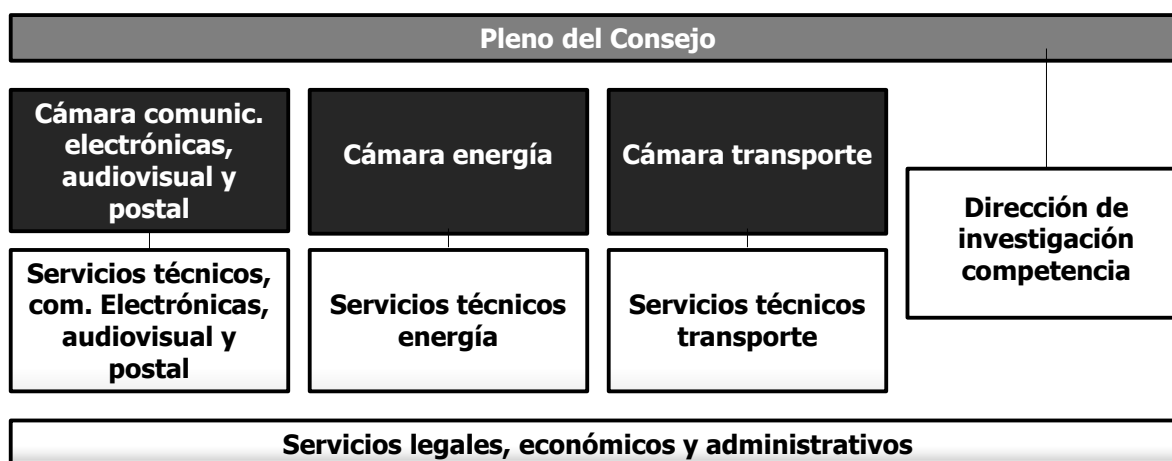 Pleno del Consejo
Cámara comunic.
electrónicas,
audiovisual y
postal
Cámara energía
Cámara transporte
Dirección de
investigación
competencia
Servicios técnicos,
com. Electrónicas,
audiovisual y
postal
Servicios técnicos
energía
Servicios técnicos
transporte
Servicios legales, económicos y administrativos